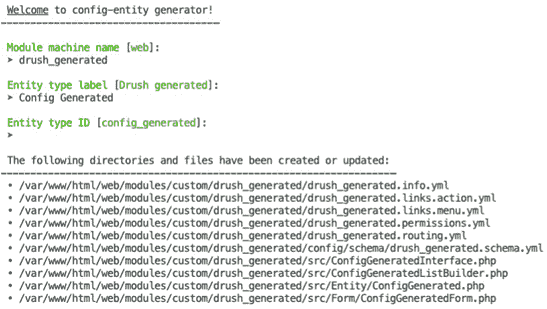 Welcome to config-entity generator!
Module machine name [web]:
➤ drush_generated
Entity type label [Drush generated]:
➤ Config Generated
Entity type ID [config_generated]:
➤
The following directories and files have been created or updated:
• /var/www/html/web/modules/custom/drush_generated/drush_generated.info.yml
• /var/www/html/web/modules/custom/drush_generated/drush_generated.links.action.yml
• /var/www/html/web/modules/custom/drush_generated/drush_generated.links.menu.yml
• /var/www/html/web/modules/custom/drush_generated/drush_generated.permissions.yml
• /var/www/html/web/modules/custom/drush_generated/drush_generated.routing.yml
• /var/www/html/web/modules/custom/drush_generated/config/schema/drush_generated.schema.yml
• /var/www/html/web/modules/custom/drush_generated/src/ConfigGeneratedInterface.php
• /var/www/html/web/modules/custom/drush_generated/src/ConfigGeneratedListBuilder.php
• /var/www/html/web/modules/custom/drush_generated/src/Entity/ConfigGenerated.php
• /var/www/html/web/modules/custom/drush_generated/src/Form/ConfigGeneratedForm.php